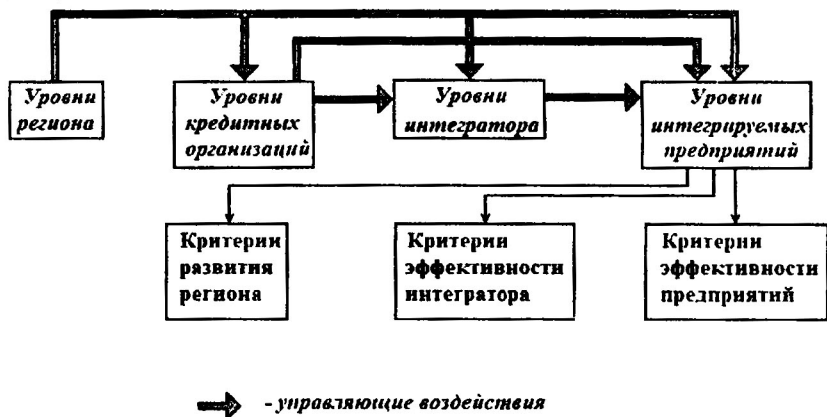 Уровни
региона
Уровни
кредитных
организаций
Уровни
интегратора
Уровни
интегрируемых
предприятий
Критерии
развития
региона
Критерии
эффективности
интегратора
Критерии
эффективности
предприятий
- управляющие воздействия